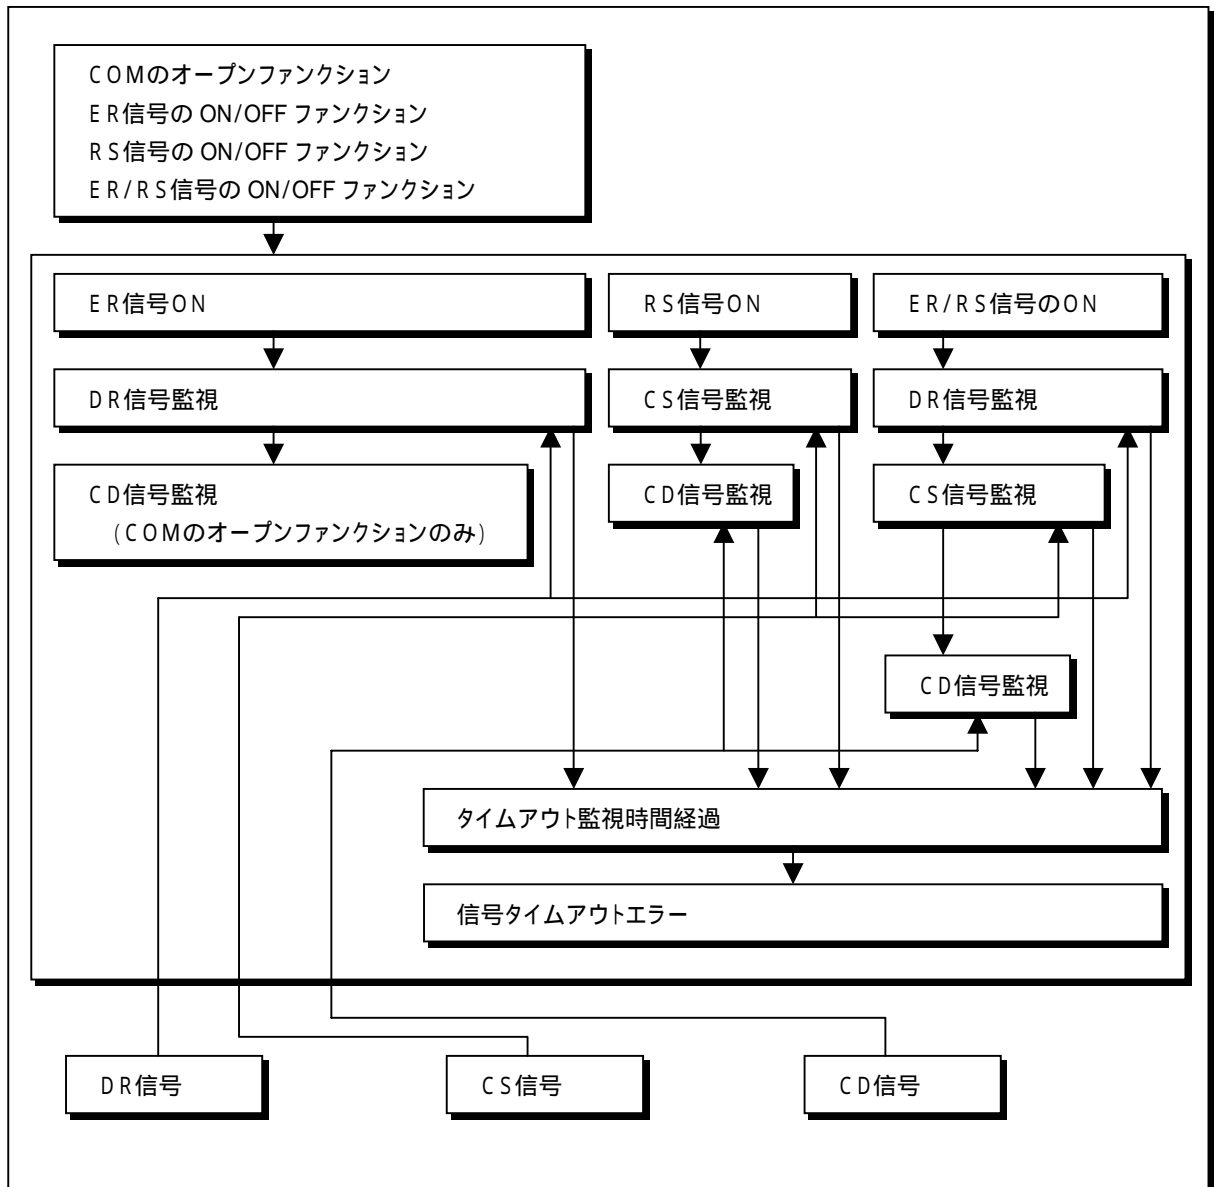 COMのオープンファンクション
ER信号の ON/OFF ファンクション
RS信号の ON/OFF ファンクション
ER/RS信号の ON/OFF ファンクション
ER信号ON
RS信号ON
ER/RS信号のON
DR信号監視
CS信号監視
DR信号監視
CD信号監視
(COMのオープンファンクションのみ)
CD信号監視
CS信号監視
CD信号監視
タイムアウト監視時間経過
信号タイムアウトエラー
DR信号
CS信号
CD信号